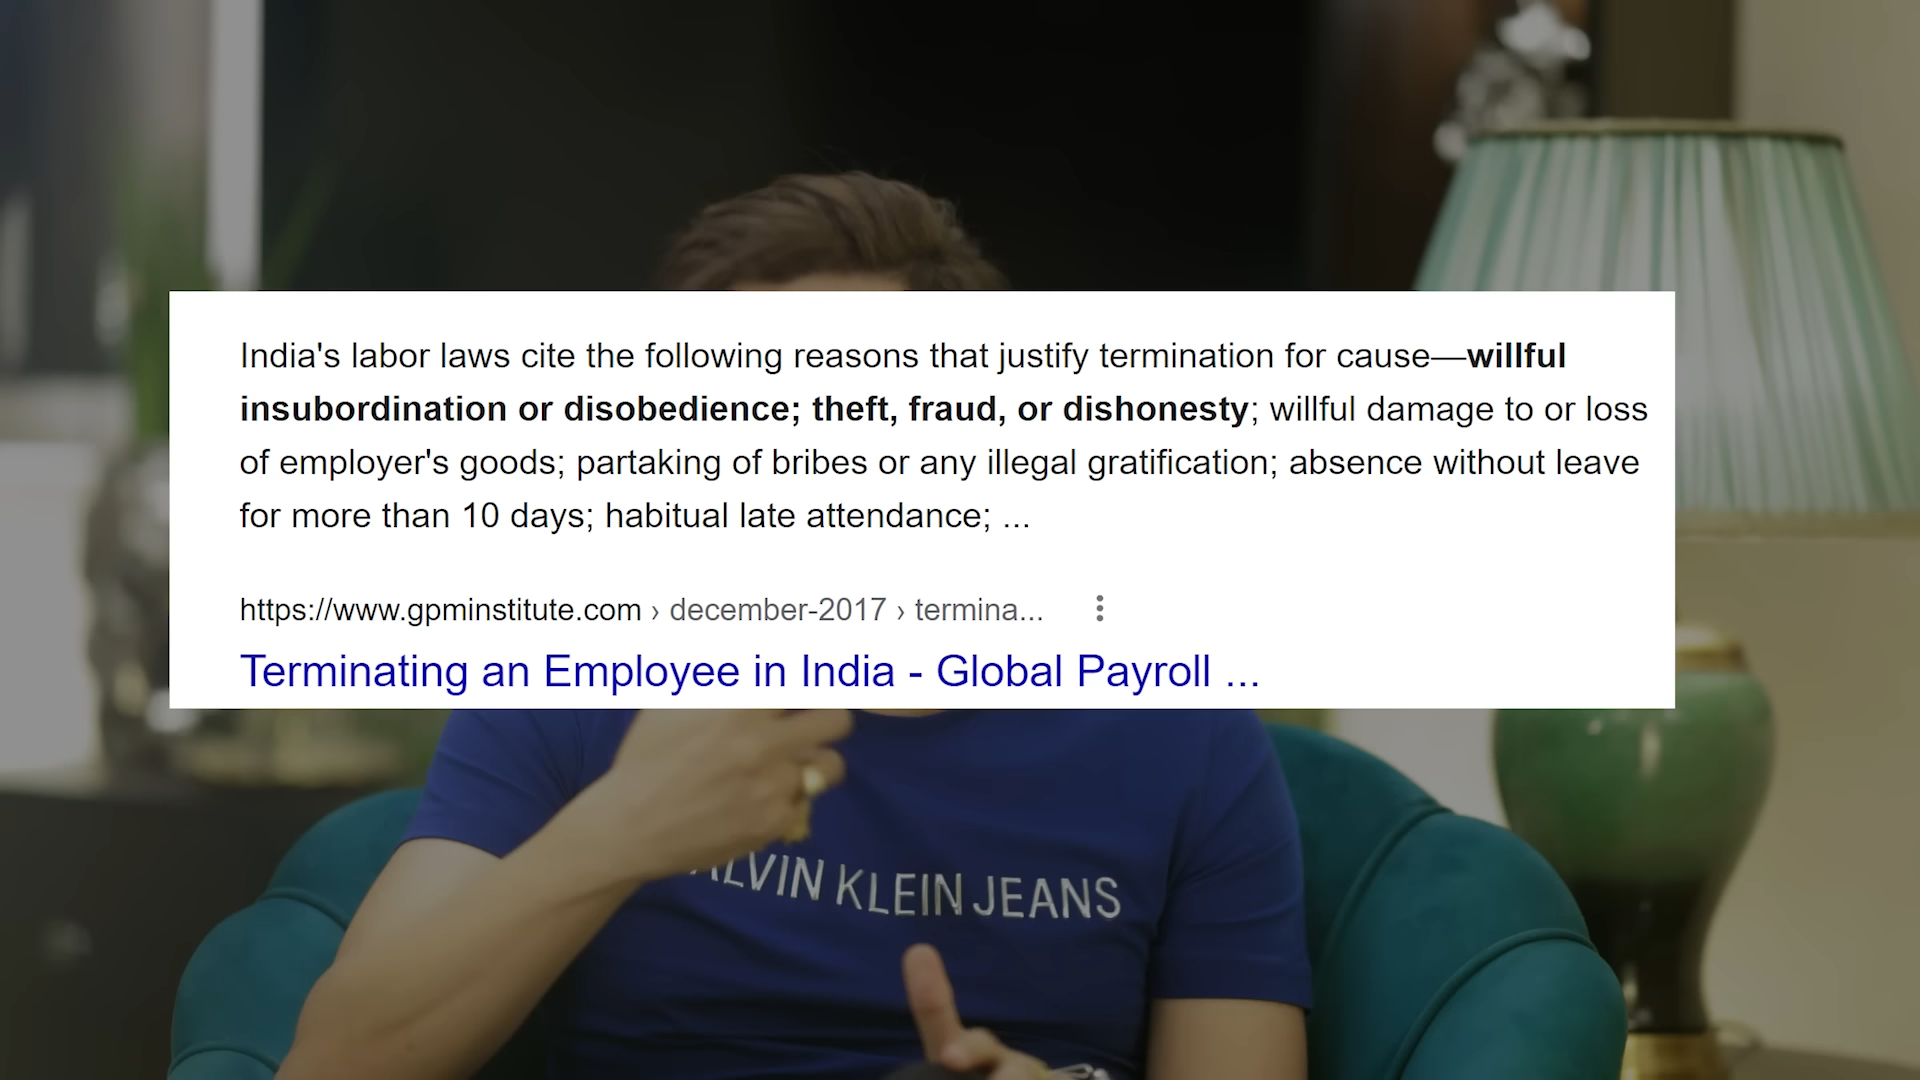 India's labor laws cite the following reasons that justify termination for cause—willful
insubordination or disobedience; theft, fraud, or dishonesty; willful damage to or loss
of employer's goods; partaking of bribes or any illegal gratification; absence without leave
for more than 10 days; habitual late attendance; ...
https://www.gpminstitute.com › december-2017 › termina...
Terminating an Employee in India - Global Payroll ...
ALVIN KLEIN JEANS